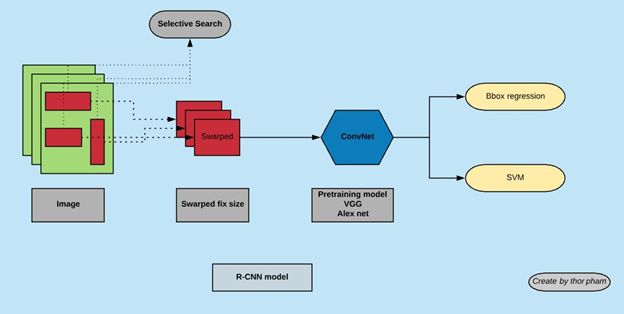 Selective Search
Swarped
ConvNet
Bbox regression
SVM
Image
Swarped fix size
Pretraining model
VGG
Alex net
R-CNN model
Create by thor pham